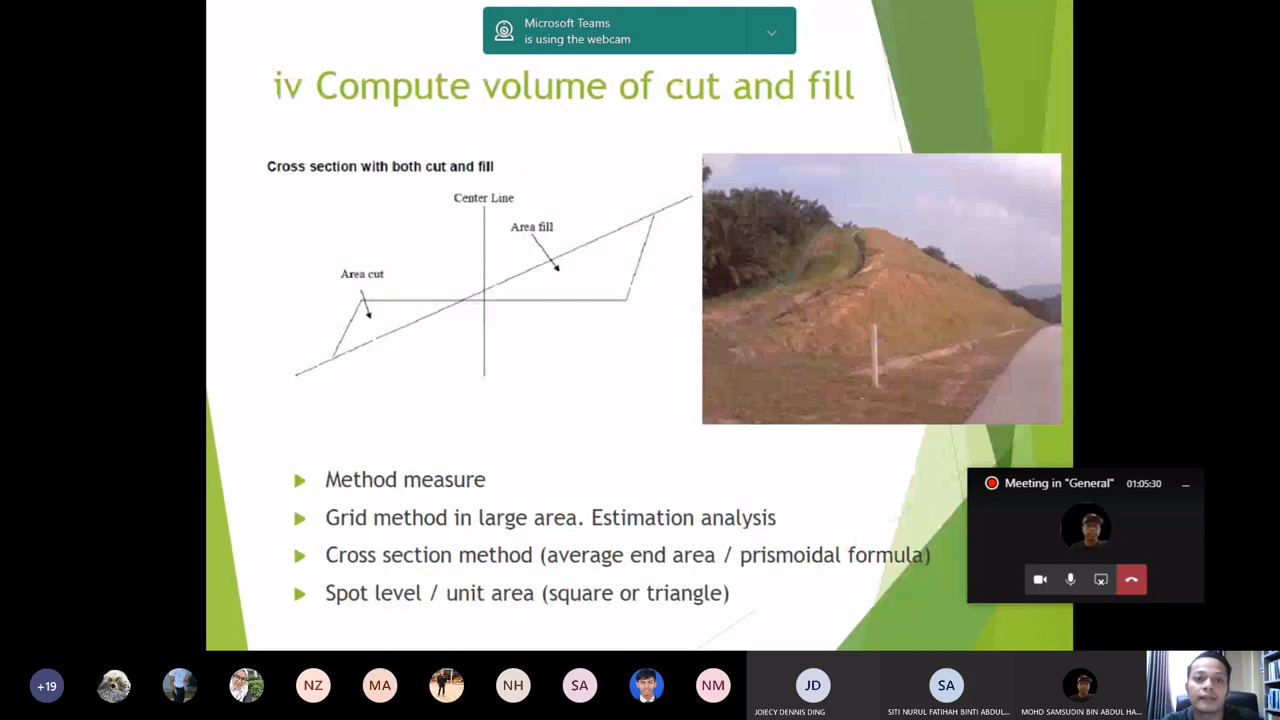 Microsoft Teams
is using the webcam
iv Compute volume of cut and fill
Cross section with both cut and fill
Center Line
Area fill
Area cut
Method measure
Grid method in large area. Estimation analysis
Cross section method (average end area / prismoidal formula)
Spot level / unit area (square or triangle)
Meeting in "General" 01:05:30
+19
NZ
MA
NH
SA
NM
JD
JOIECY DENNIS DING
SA
SITI NURUL FATIHAH BINTI ABDUL...
MOHD SAMSUDIN BIN ABDUL HA...